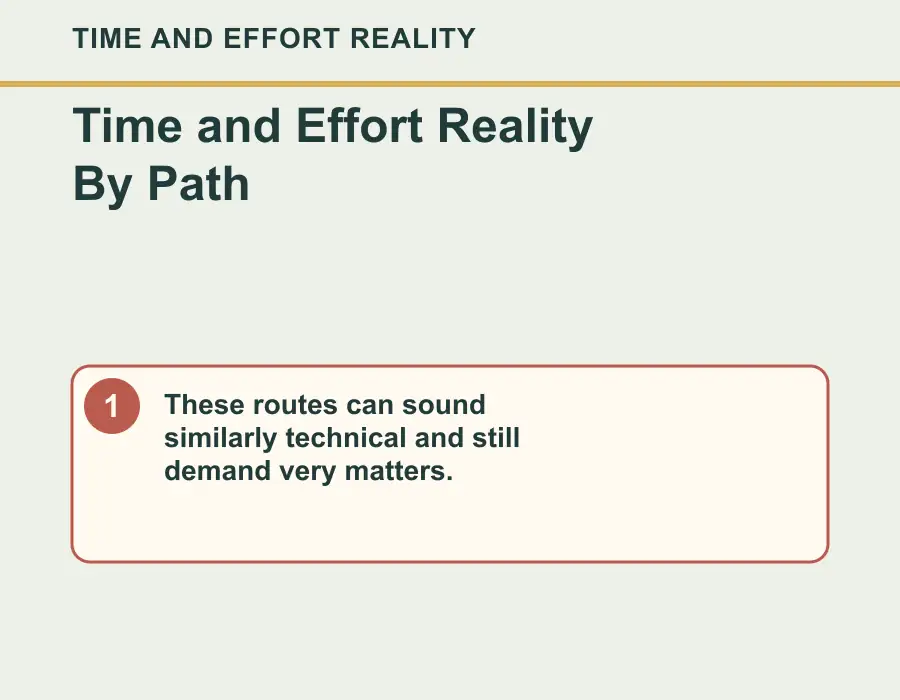 TIME AND EFFORT REALITY
Time and Effort Reality
By Path
1
These routes can sound
similarly technical and still
demand very matters.